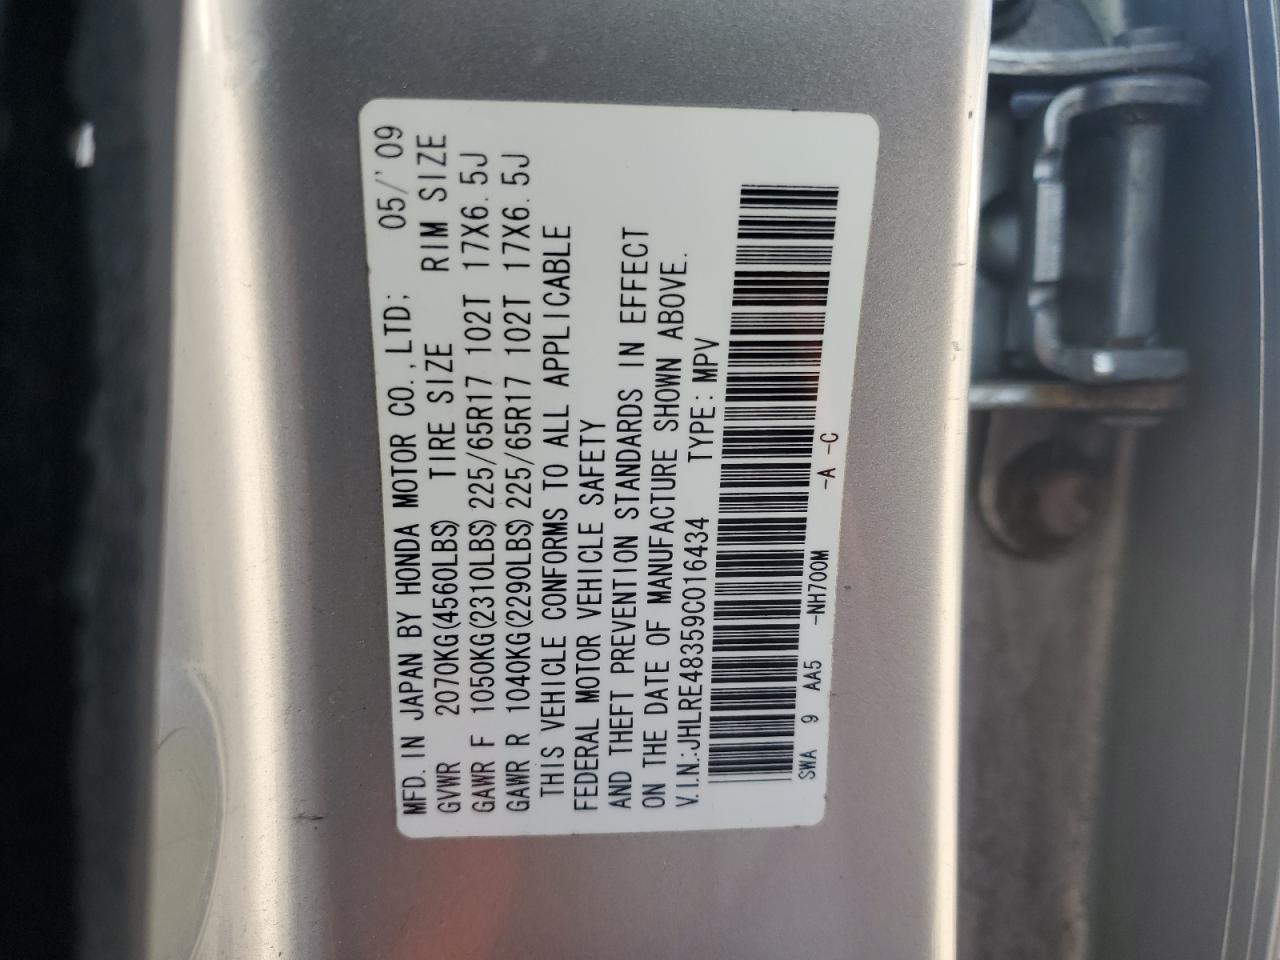 MFD. IN JAPAN BY HONDA MOTOR CO., LTD; 05/'09
GVWR 2070KG(4560LBS) TIRE SIZE RIM SIZE
GAWR F 1050KG(2310LBS) 225/65R17 102T 17X6.5J
GAWR R 1040KG(2290LBS) 225/65R17 102T 17X6.5J
THIS VEHICLE CONFORMS TO ALL APPLICABLE
FEDERAL MOTOR VEHICLE SAFETY
AND THEFT PREVENTION STANDARDS IN EFFECT
ON THE DATE OF MANUFACTURE SHOWN ABOVE.
V.I.N.:JHLRE48359C016434 TYPE: MPV
SWA 9 AA5 -NH700M -A -C